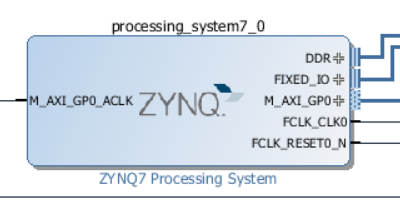 processing_system7_0
DDR
FIXED_IO
M_AXI_GP0_ACLK ZYNQ. M_AXI_GP0
FCLK_CLK0
FCLK_RESET0_N
ZYNQ7 Processing System